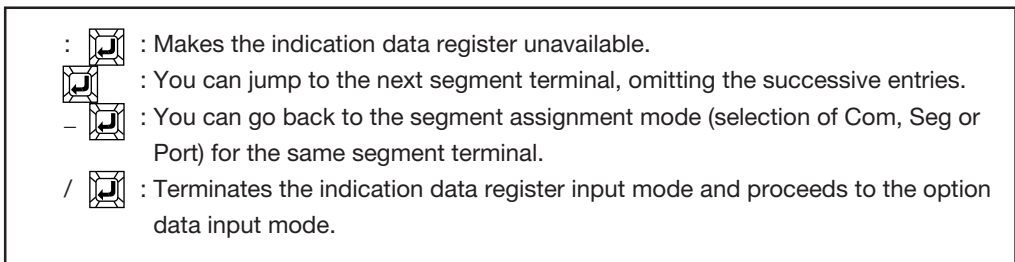 : ↵ : Makes the indication data register unavailable.
↵ : You can jump to the next segment terminal, omitting the successive entries.
_ ↵ : You can go back to the segment assignment mode (selection of Com, Seg or
Port) for the same segment terminal.
/ ↵ : Terminates the indication data register input mode and proceeds to the option
data input mode.